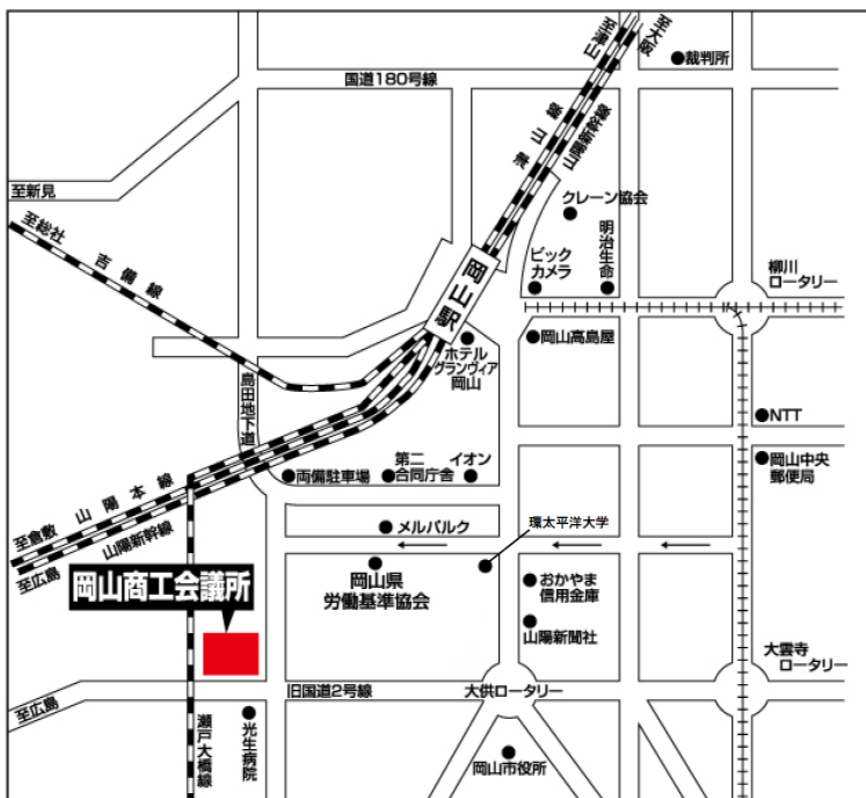 至津山
至大阪
裁判所
国道180号線
津山線
山陽新幹線
至新見
クレーン協会
至総社
吉備線
明治生命
ビック
カメラ
岡山駅
柳川
ロータリー
岡山高島屋
ホテル
グランヴィア
岡山
島田地下道
NTT
第二
合同庁舎
イオン
両備駐車場
岡山中央
郵便局
山陽本線
至倉敷
山陽新幹線
至広島
メルパルク
環太平洋大学
岡山商工会議所
岡山県
労働基準協会
おかやま
信用金庫
山陽新聞社
大雲寺
ロータリー
旧国道2号線
大供ロータリー
至広島
瀬戸大橋線
光生病院
岡山市役所